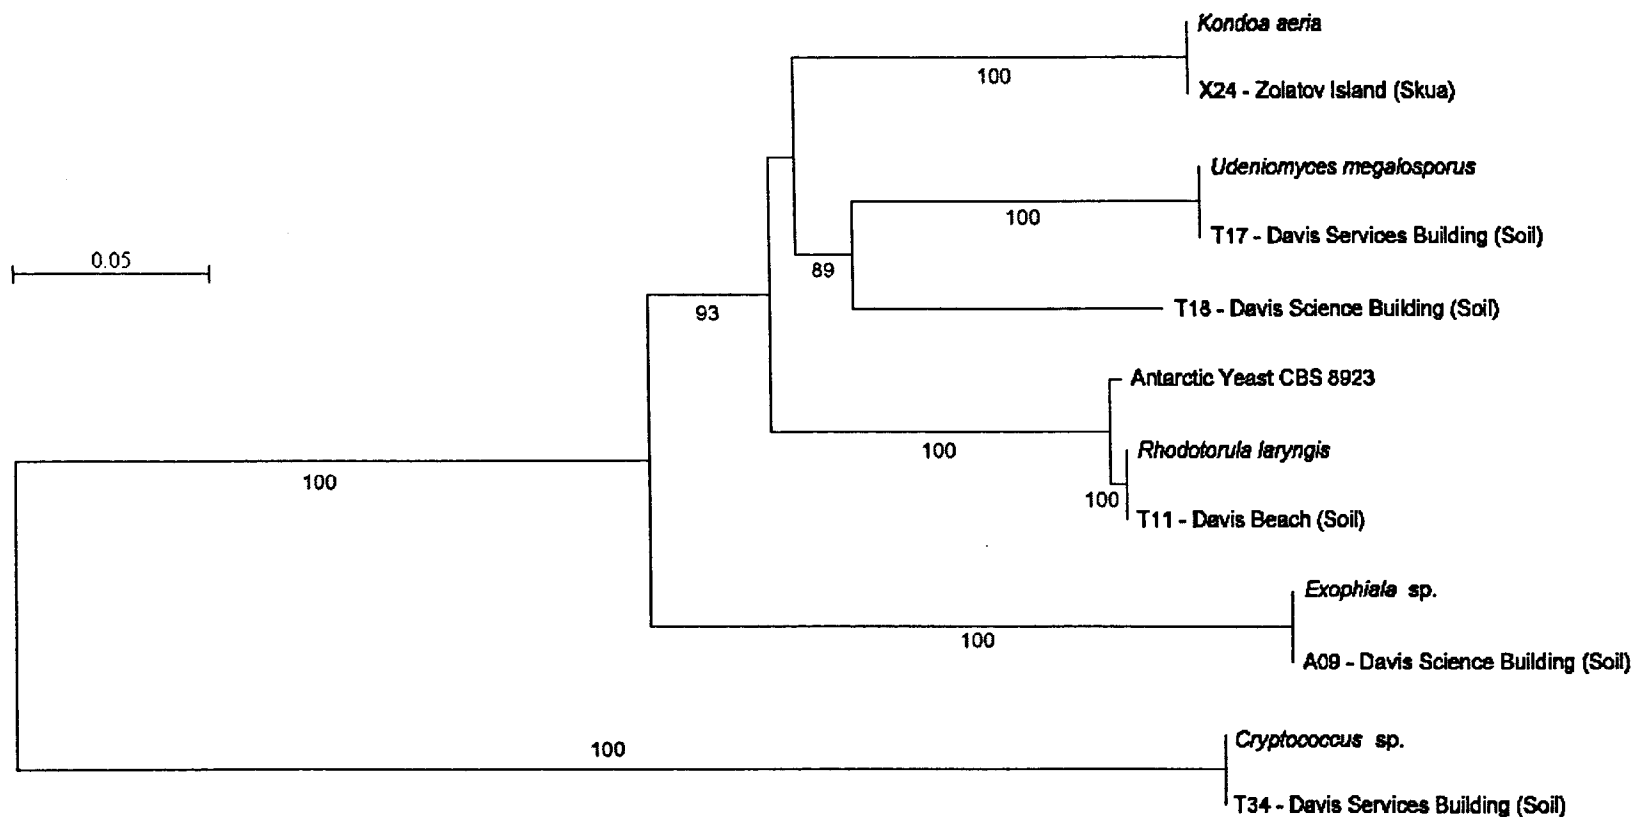 Kondoa aeria
100
X24 - Zolatov Island (Skua)
Udeniomyces megalosporus
100
T17 - Davis Services Building (Soil)
0.05
89
T18 - Davis Science Building (Soil)
93
Antarctic Yeast CBS 8923
100
Rhodotorula laryngis
100
100
T11 - Davis Beach (Soil)
Exophiala sp.
100
A09 - Davis Science Building (Soil)
Cryptococcus sp.
100
T34 - Davis Services Building (Soil)